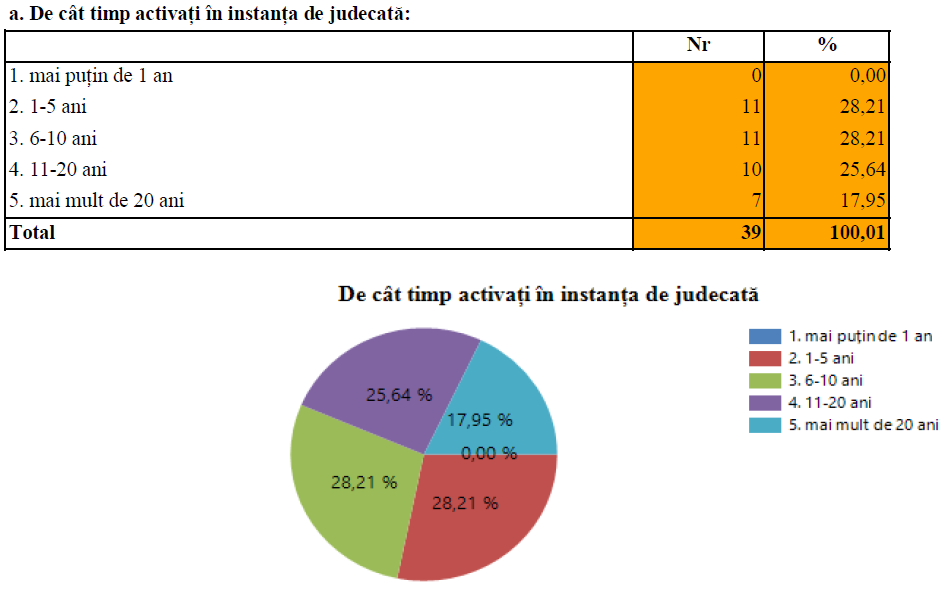 a. De cât timp activați în instanța de judecată:
Nr %
1. mai puțin de 1 an 0 0,00
2. 1-5 ani 11 28,21
3. 6-10 ani 11 28,21
4. 11-20 ani 10 25,64
5. mai mult de 20 ani 7 17,95
Total 39 100,01
De cât timp activați în instanța de judecată
1. mai puțin de 1 an
2. 1-5 ani
3. 6-10 ani
4. 11-20 ani
5. mai mult de 20 ani
25,64 %
17,95 %
0,00 %
28,21 %
28,21 %